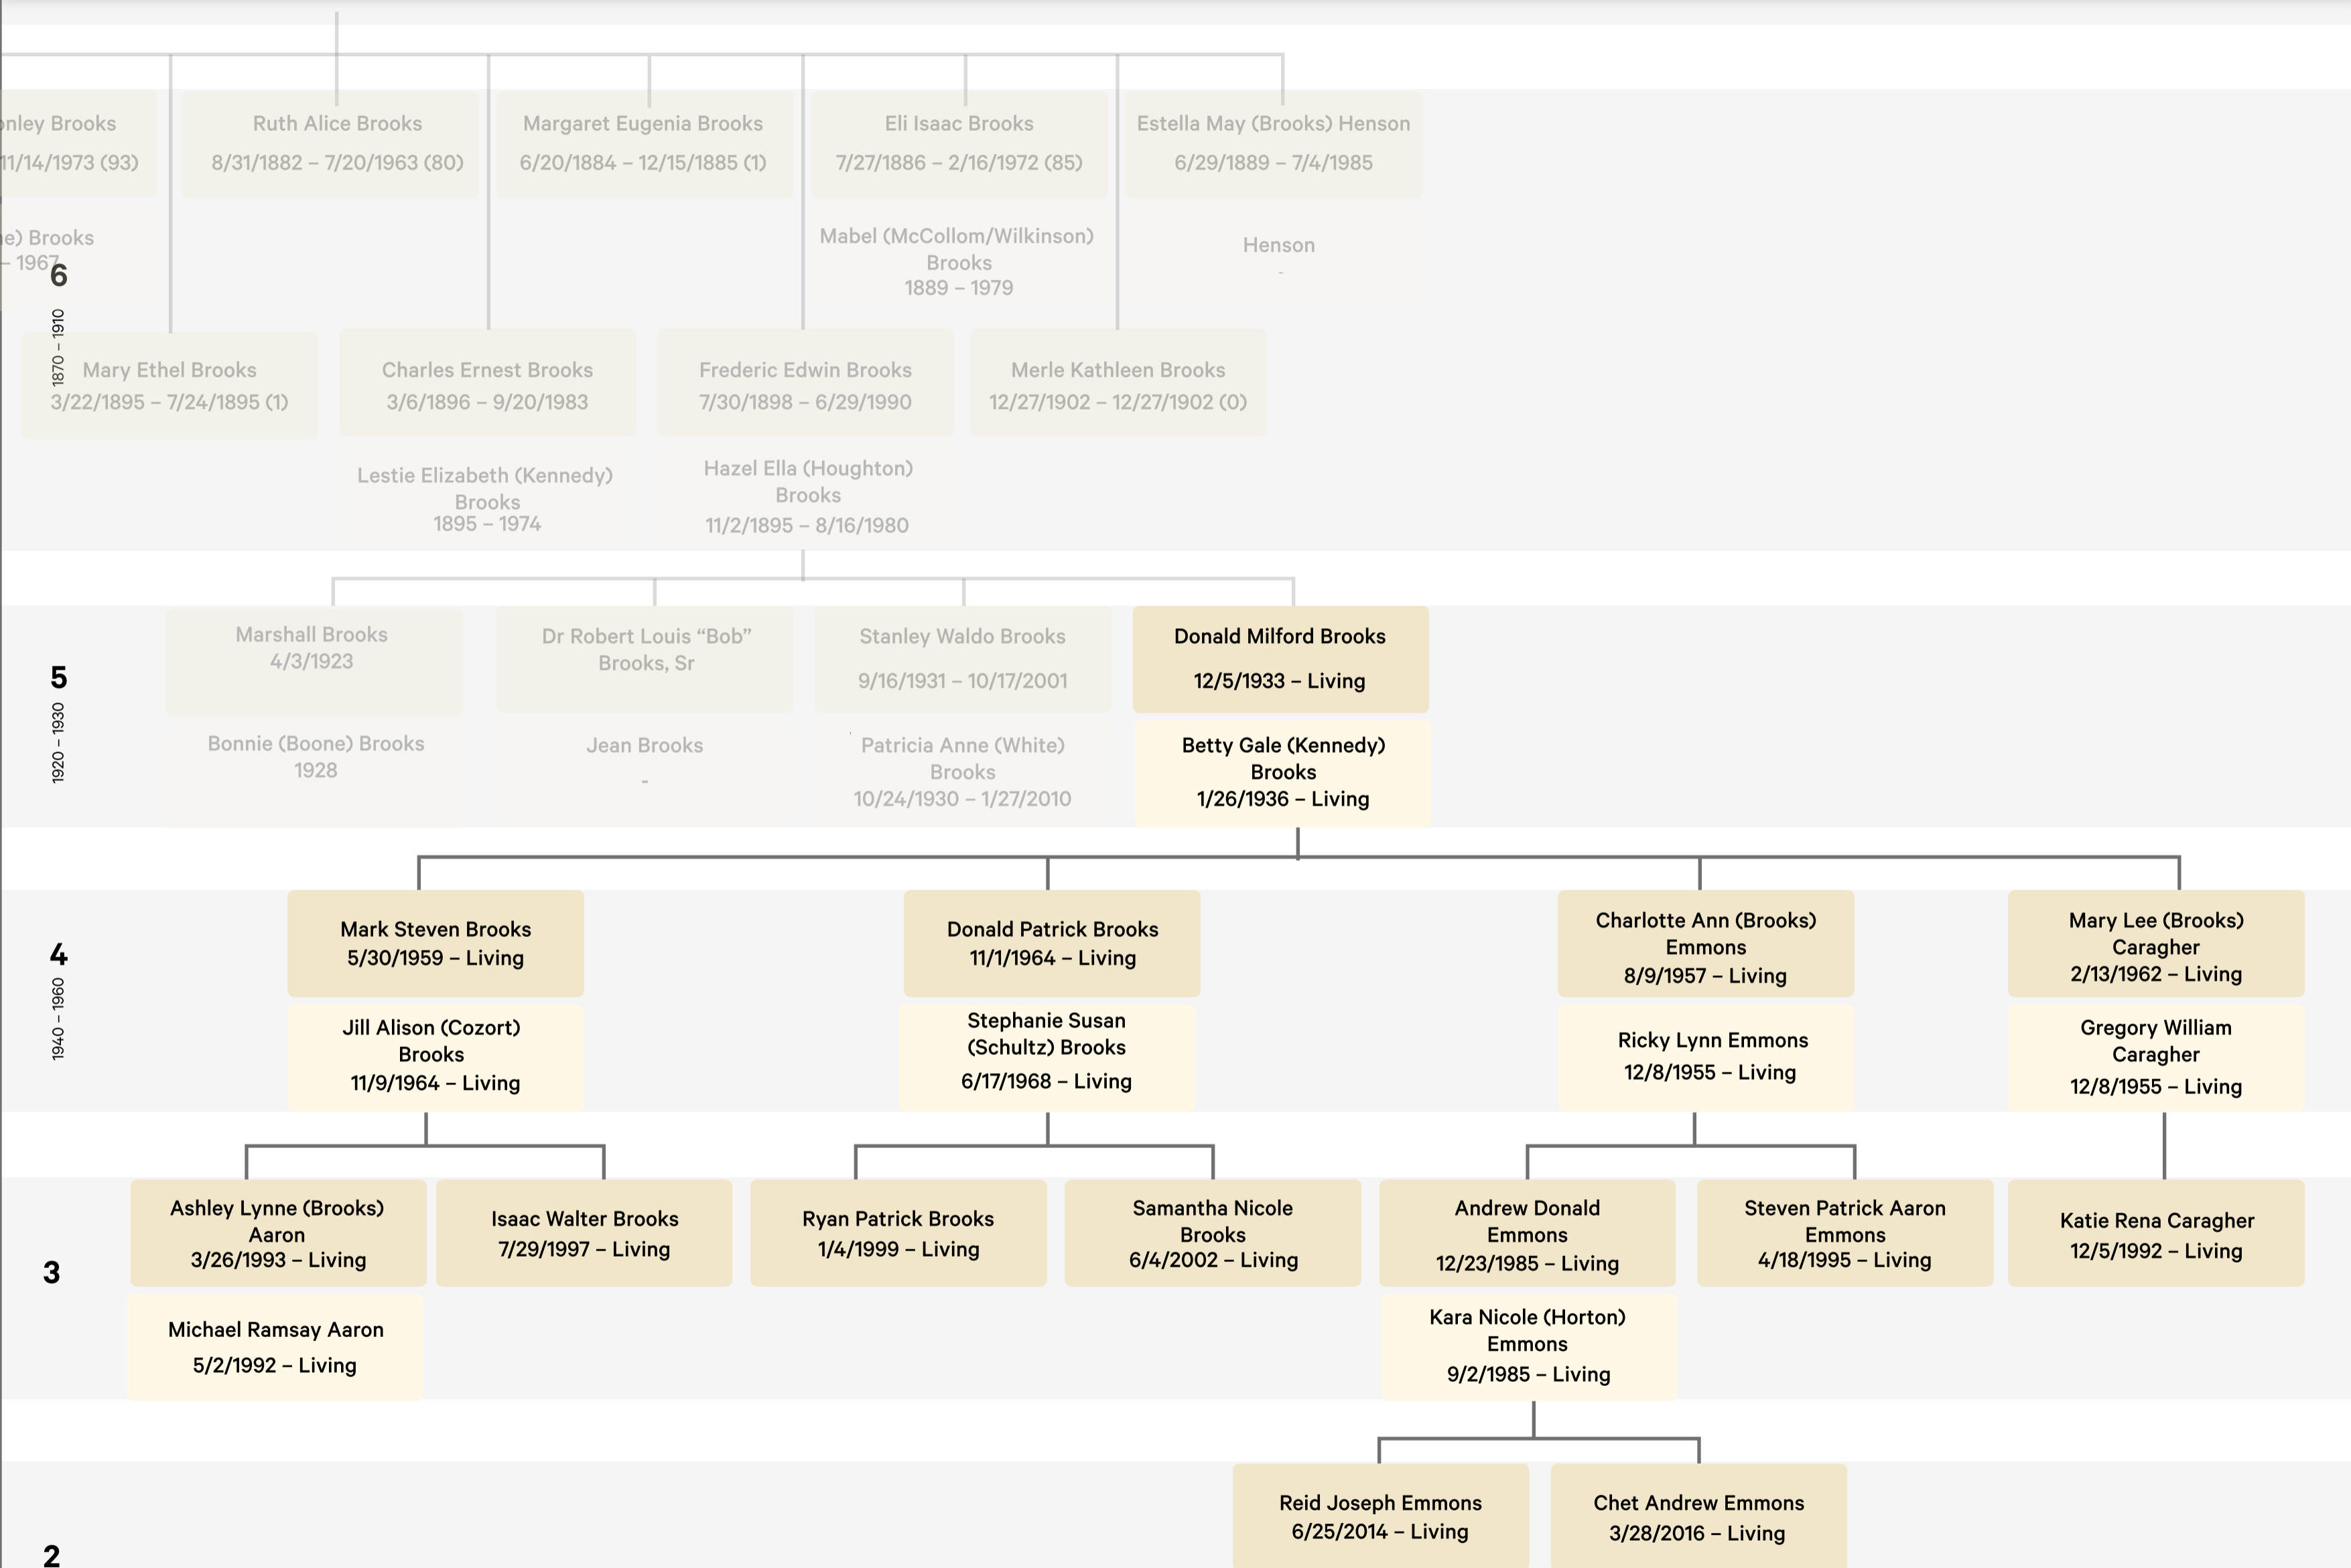 onley Brooks
11/14/1973 (93)
Ruth Alice Brooks
8/31/1882 – 7/20/1963 (80)
Margaret Eugenia Brooks
6/20/1884 – 12/15/1885 (1)
Eli Isaac Brooks
7/27/1886 – 2/16/1972 (85)
Estella May (Brooks) Henson
6/29/1889 – 7/4/1985
ne) Brooks
– 1967
Mabel (McCollom/Wilkinson)
Brooks
1889 – 1979
Henson
-
6
1870 – 1910
Mary Ethel Brooks
3/22/1895 – 7/24/1895 (1)
Charles Ernest Brooks
3/6/1896 – 9/20/1983
Frederic Edwin Brooks
7/30/1898 – 6/29/1990
Merle Kathleen Brooks
12/27/1902 – 12/27/1902 (0)
Lestie Elizabeth (Kennedy)
Brooks
1895 – 1974
Hazel Ella (Houghton)
Brooks
11/2/1895 – 8/16/1980
5
1920 – 1930
Marshall Brooks
4/3/1923
Dr Robert Louis “Bob”
Brooks, Sr
Stanley Waldo Brooks
9/16/1931 – 10/17/2001
Donald Milford Brooks
12/5/1933 – Living
Bonnie (Boone) Brooks
1928
Jean Brooks
-
Patricia Anne (White)
Brooks
10/24/1930 – 1/27/2010
Betty Gale (Kennedy)
Brooks
1/26/1936 – Living
4
1940 – 1960
Mark Steven Brooks
5/30/1959 – Living
Donald Patrick Brooks
11/1/1964 – Living
Charlotte Ann (Brooks)
Emmons
8/9/1957 – Living
Mary Lee (Brooks)
Caragher
2/13/1962 – Living
Jill Alison (Cozort)
Brooks
11/9/1964 – Living
Stephanie Susan
(Schultz) Brooks
6/17/1968 – Living
Ricky Lynn Emmons
12/8/1955 – Living
Gregory William
Caragher
12/8/1955 – Living
3
Ashley Lynne (Brooks)
Aaron
3/26/1993 – Living
Isaac Walter Brooks
7/29/1997 – Living
Ryan Patrick Brooks
1/4/1999 – Living
Samantha Nicole
Brooks
6/4/2002 – Living
Andrew Donald
Emmons
12/23/1985 – Living
Steven Patrick Aaron
Emmons
4/18/1995 – Living
Katie Rena Caragher
12/5/1992 – Living
Michael Ramsay Aaron
5/2/1992 – Living
Kara Nicole (Horton)
Emmons
9/2/1985 – Living
2
Reid Joseph Emmons
6/25/2014 – Living
Chet Andrew Emmons
3/28/2016 – Living